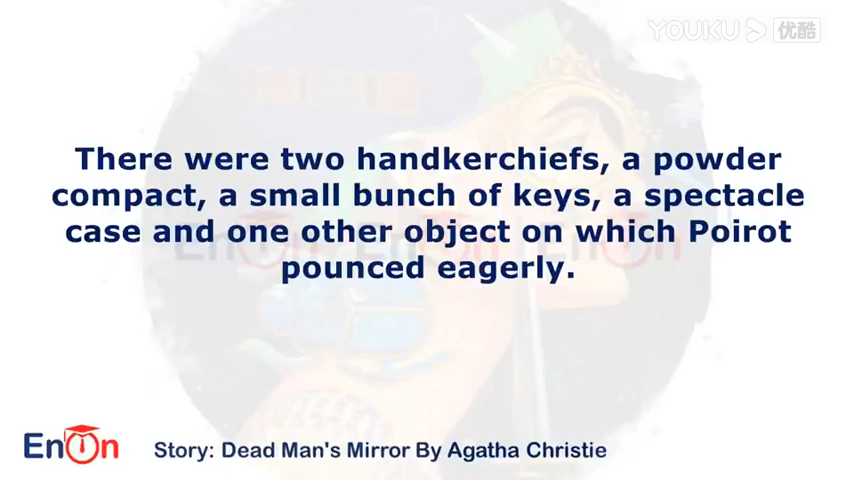 YOUKU 优酷
There were two handkerchiefs, a powder
compact, a small bunch of keys, a spectacle
case and one other object on which Poirot
pounced eagerly.
EnOn
Story: Dead Man's Mirror By Agatha Christie